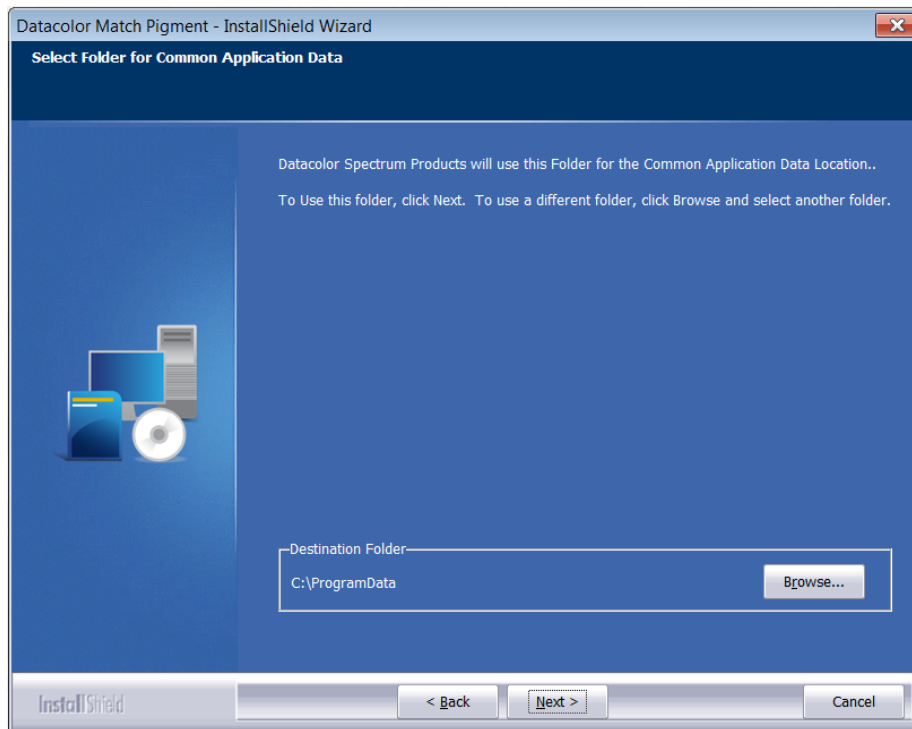 Datacolor Match Pigment - InstallShield Wizard
Select Folder for Common Application Data
Datacolor Spectrum Products will use this Folder for the Common Application Data Location..
To Use this folder, click Next.  To use a different folder, click Browse and select another folder.
Destination Folder
C:\ProgramData
Browse...
InstallShield
< Back
Next >
Cancel